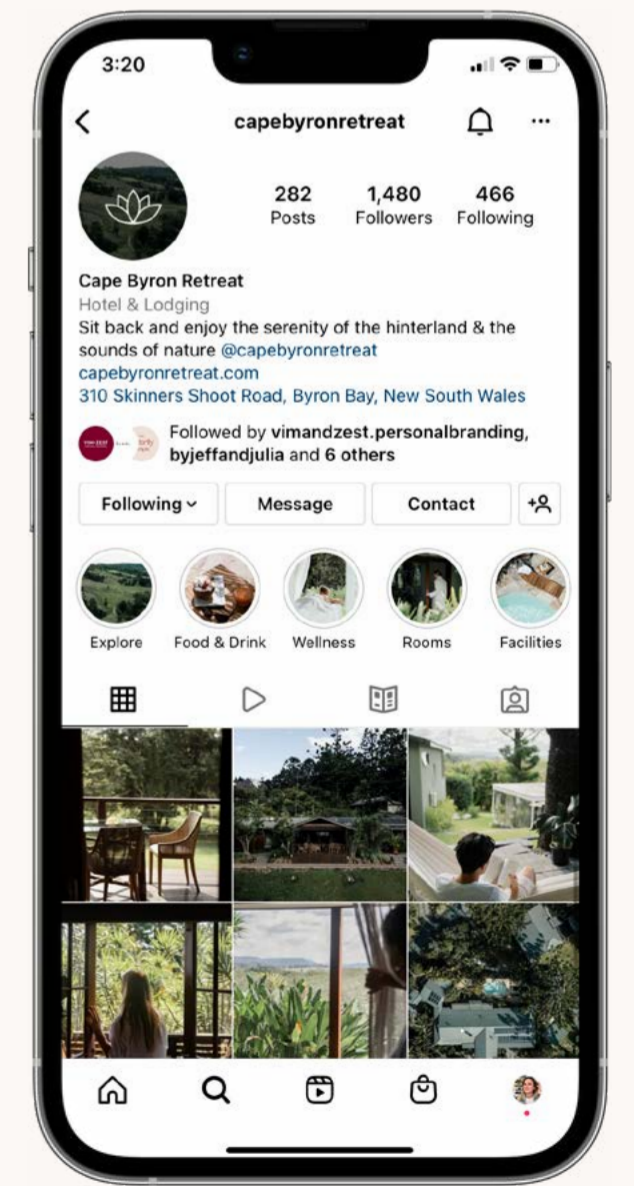 3:20
capebyronretreat
282 1,480 466
Posts Followers Following
Cape Byron Retreat
Hotel & Lodging
Sit back and enjoy the serenity of the hinterland & the
sounds of nature @capebyronretreat
capebyronretreat.com
310 Skinners Shoot Road, Byron Bay, New South Wales
Followed by vimandzest.personalbranding,
byjeffandjulia and 6 others
Following Message Contact
Explore Food & Drink Wellness Rooms Facilities